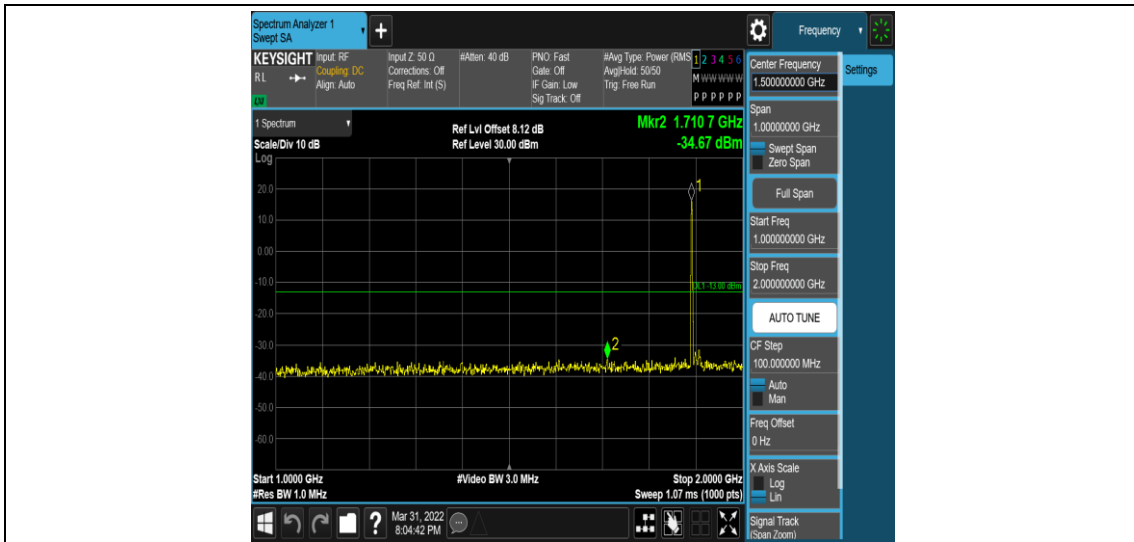 Spectrum Analyzer 1
Swept SA
+
Frequency
KEYSIGHT
RL
LXI
Input: RF
Coupling: DC
Align: Auto
Input Z: 50 Ω
Corrections: Off
Freq Ref: Int (S)
#Atten: 40 dB
PNO: Fast
Gate: Off
IF Gain: Low
Sig Track: Off
#Avg Type: Power (RMS
Avg|Hold: 50/50
Trig: Free Run
1 2 3 4 5 6
M W W W W W
P P P P P P
1 Spectrum
Scale/Div 10 dB
Ref Lvl Offset 8.12 dB
Ref Level 30.00 dBm
Mkr2 1.710 7 GHz
-34.67 dBm
Log
20.0
10.0
0.00
-10.0
-20.0
-30.0
-40.0
-50.0
-60.0
1
DL1 -13.00 dBm
2
Start 1.0000 GHz
#Res BW 1.0 MHz
#Video BW 3.0 MHz
Stop 2.0000 GHz
Sweep 1.07 ms (1000 pts)
Center Frequency
1.500000000 GHz
Settings
Span
1.00000000 GHz
Swept Span
Zero Span
Full Span
Start Freq
1.000000000 GHz
Stop Freq
2.000000000 GHz
AUTO TUNE
CF Step
100.000000 MHz
Auto
Man
Freq Offset
0 Hz
X Axis Scale
Log
Lin
Signal Track
(Span Zoom)
?
Mar 31, 2022
8:04:42 PM